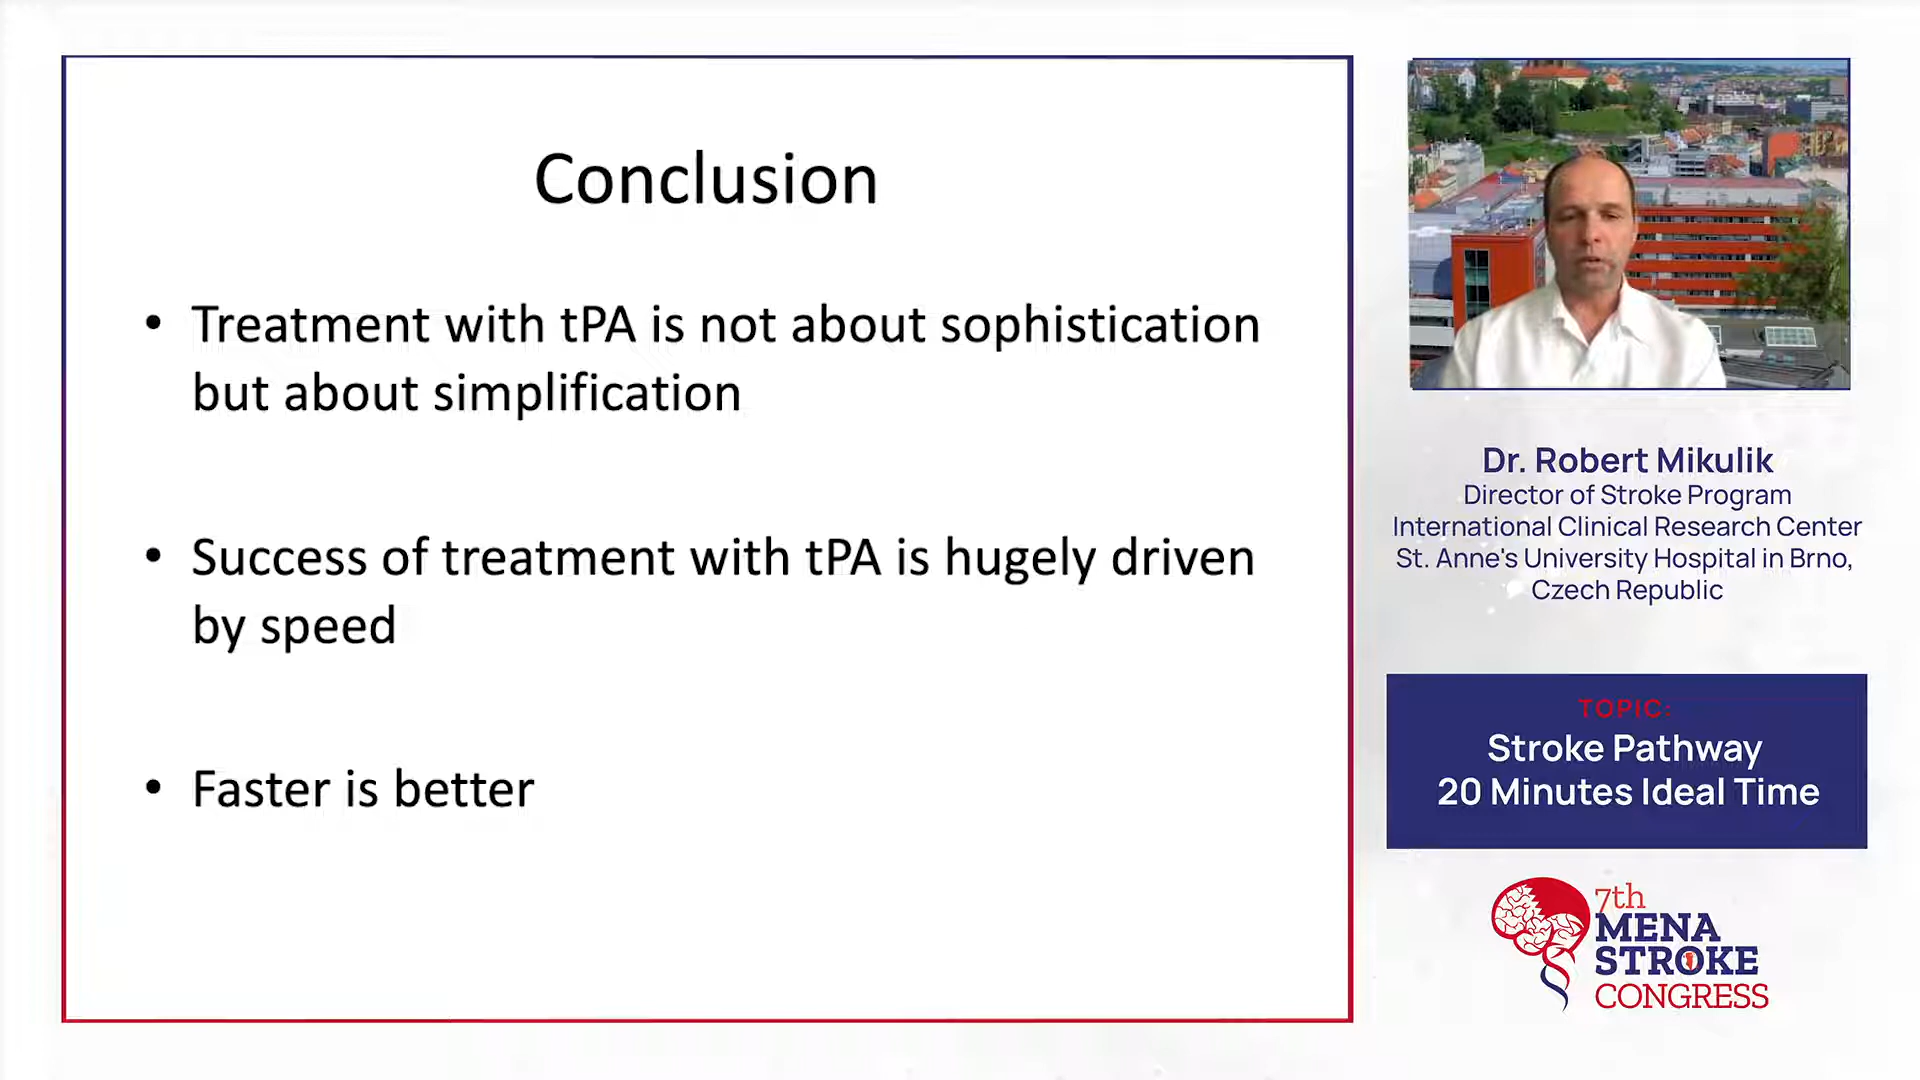 Conclusion
• Treatment with tPA is not about sophistication
but about simplification
• Success of treatment with tPA is hugely driven
by speed
• Faster is better
Dr. Robert Mikulik
Director of Stroke Program
International Clinical Research Center
St. Anne's University Hospital in Brno,
Czech Republic
TOPIC:
Stroke Pathway
20 Minutes Ideal Time
7th
MENA
STROKE
CONGRESS